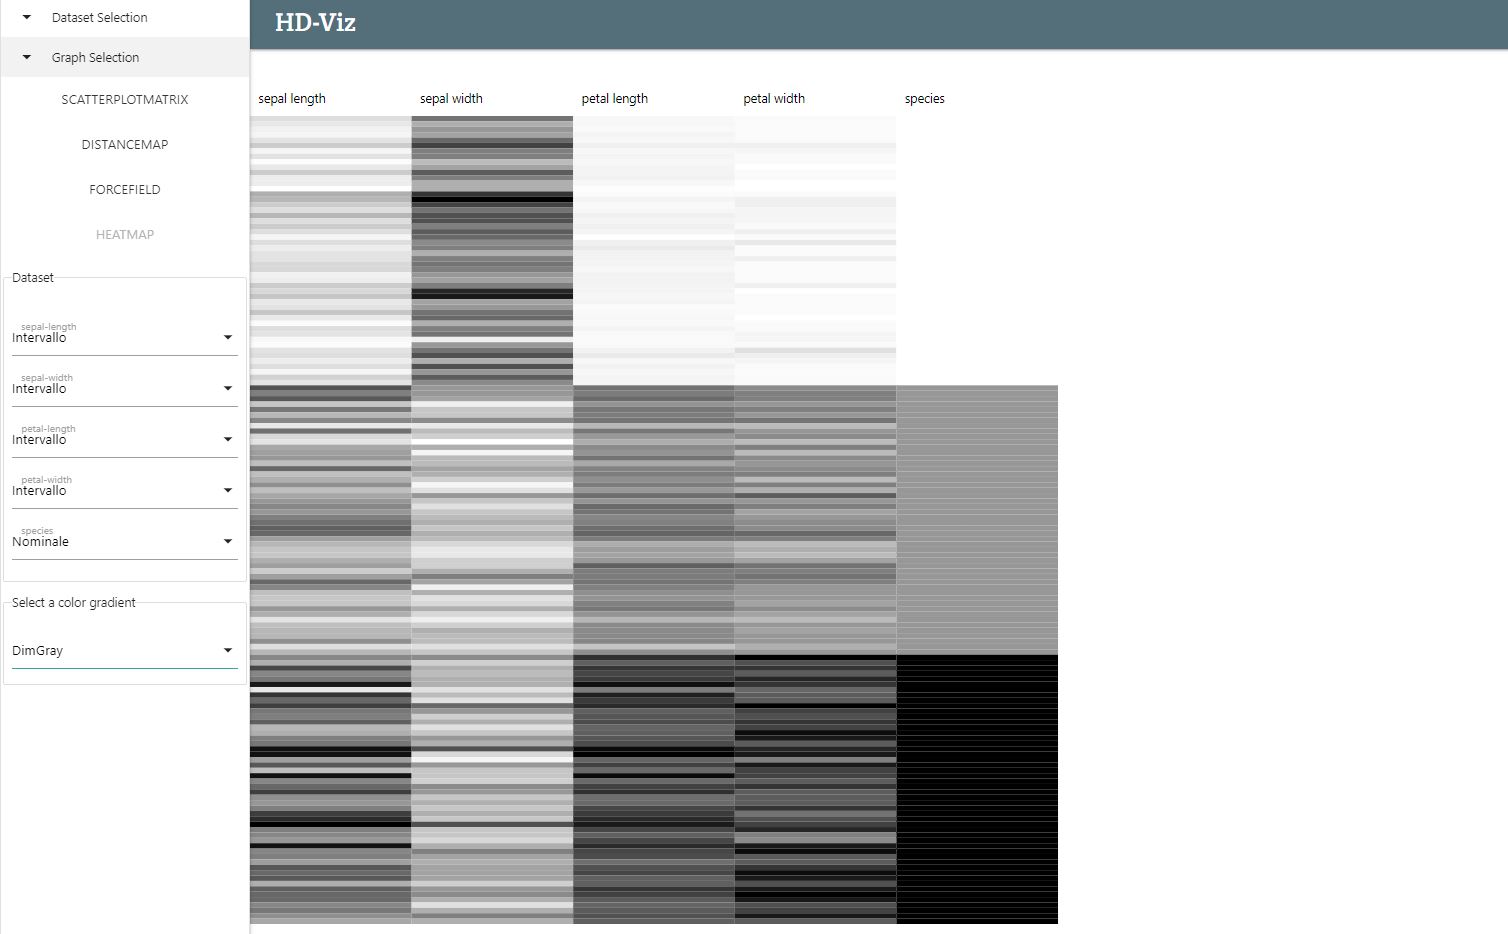 Dataset Selection
HD-Viz
Graph Selection
SCATTERPLOTMATRIX
DISTANCEMAP
FORCEFIELD
HEATMAP
Dataset
sepal-length
Intervallo
sepal-width
Intervallo
petal-length
Intervallo
petal-width
Intervallo
species
Nominale
Select a color gradient
DimGray
sepal length sepal width petal length petal width species